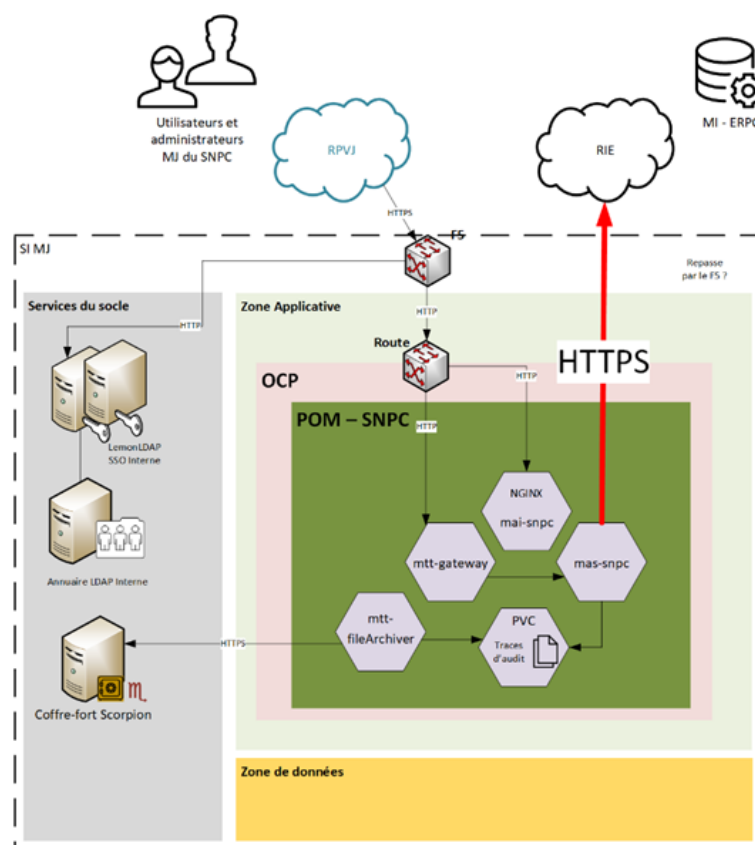 Utilisateurs et
administrateurs
MJ du SNPC
RPVJ
RIE
MI - ERPC
HTTPS
F5
SI MJ
Repasse
par le F5 ?
Services du socle
HTTP
Zone Applicative
HTTP
Route
HTTPS
OCP
HTTP
POM – SNPC
HTTP
LemonLDAP
SSO Interne
NGINX
mai-snpc
mtt-gateway
mas-snpc
Annuaire LDAP Interne
mtt-
fileArchiver
PVC
Traces
d'audit
HTTPS
Coffre-fort Scorpion
Zone de données